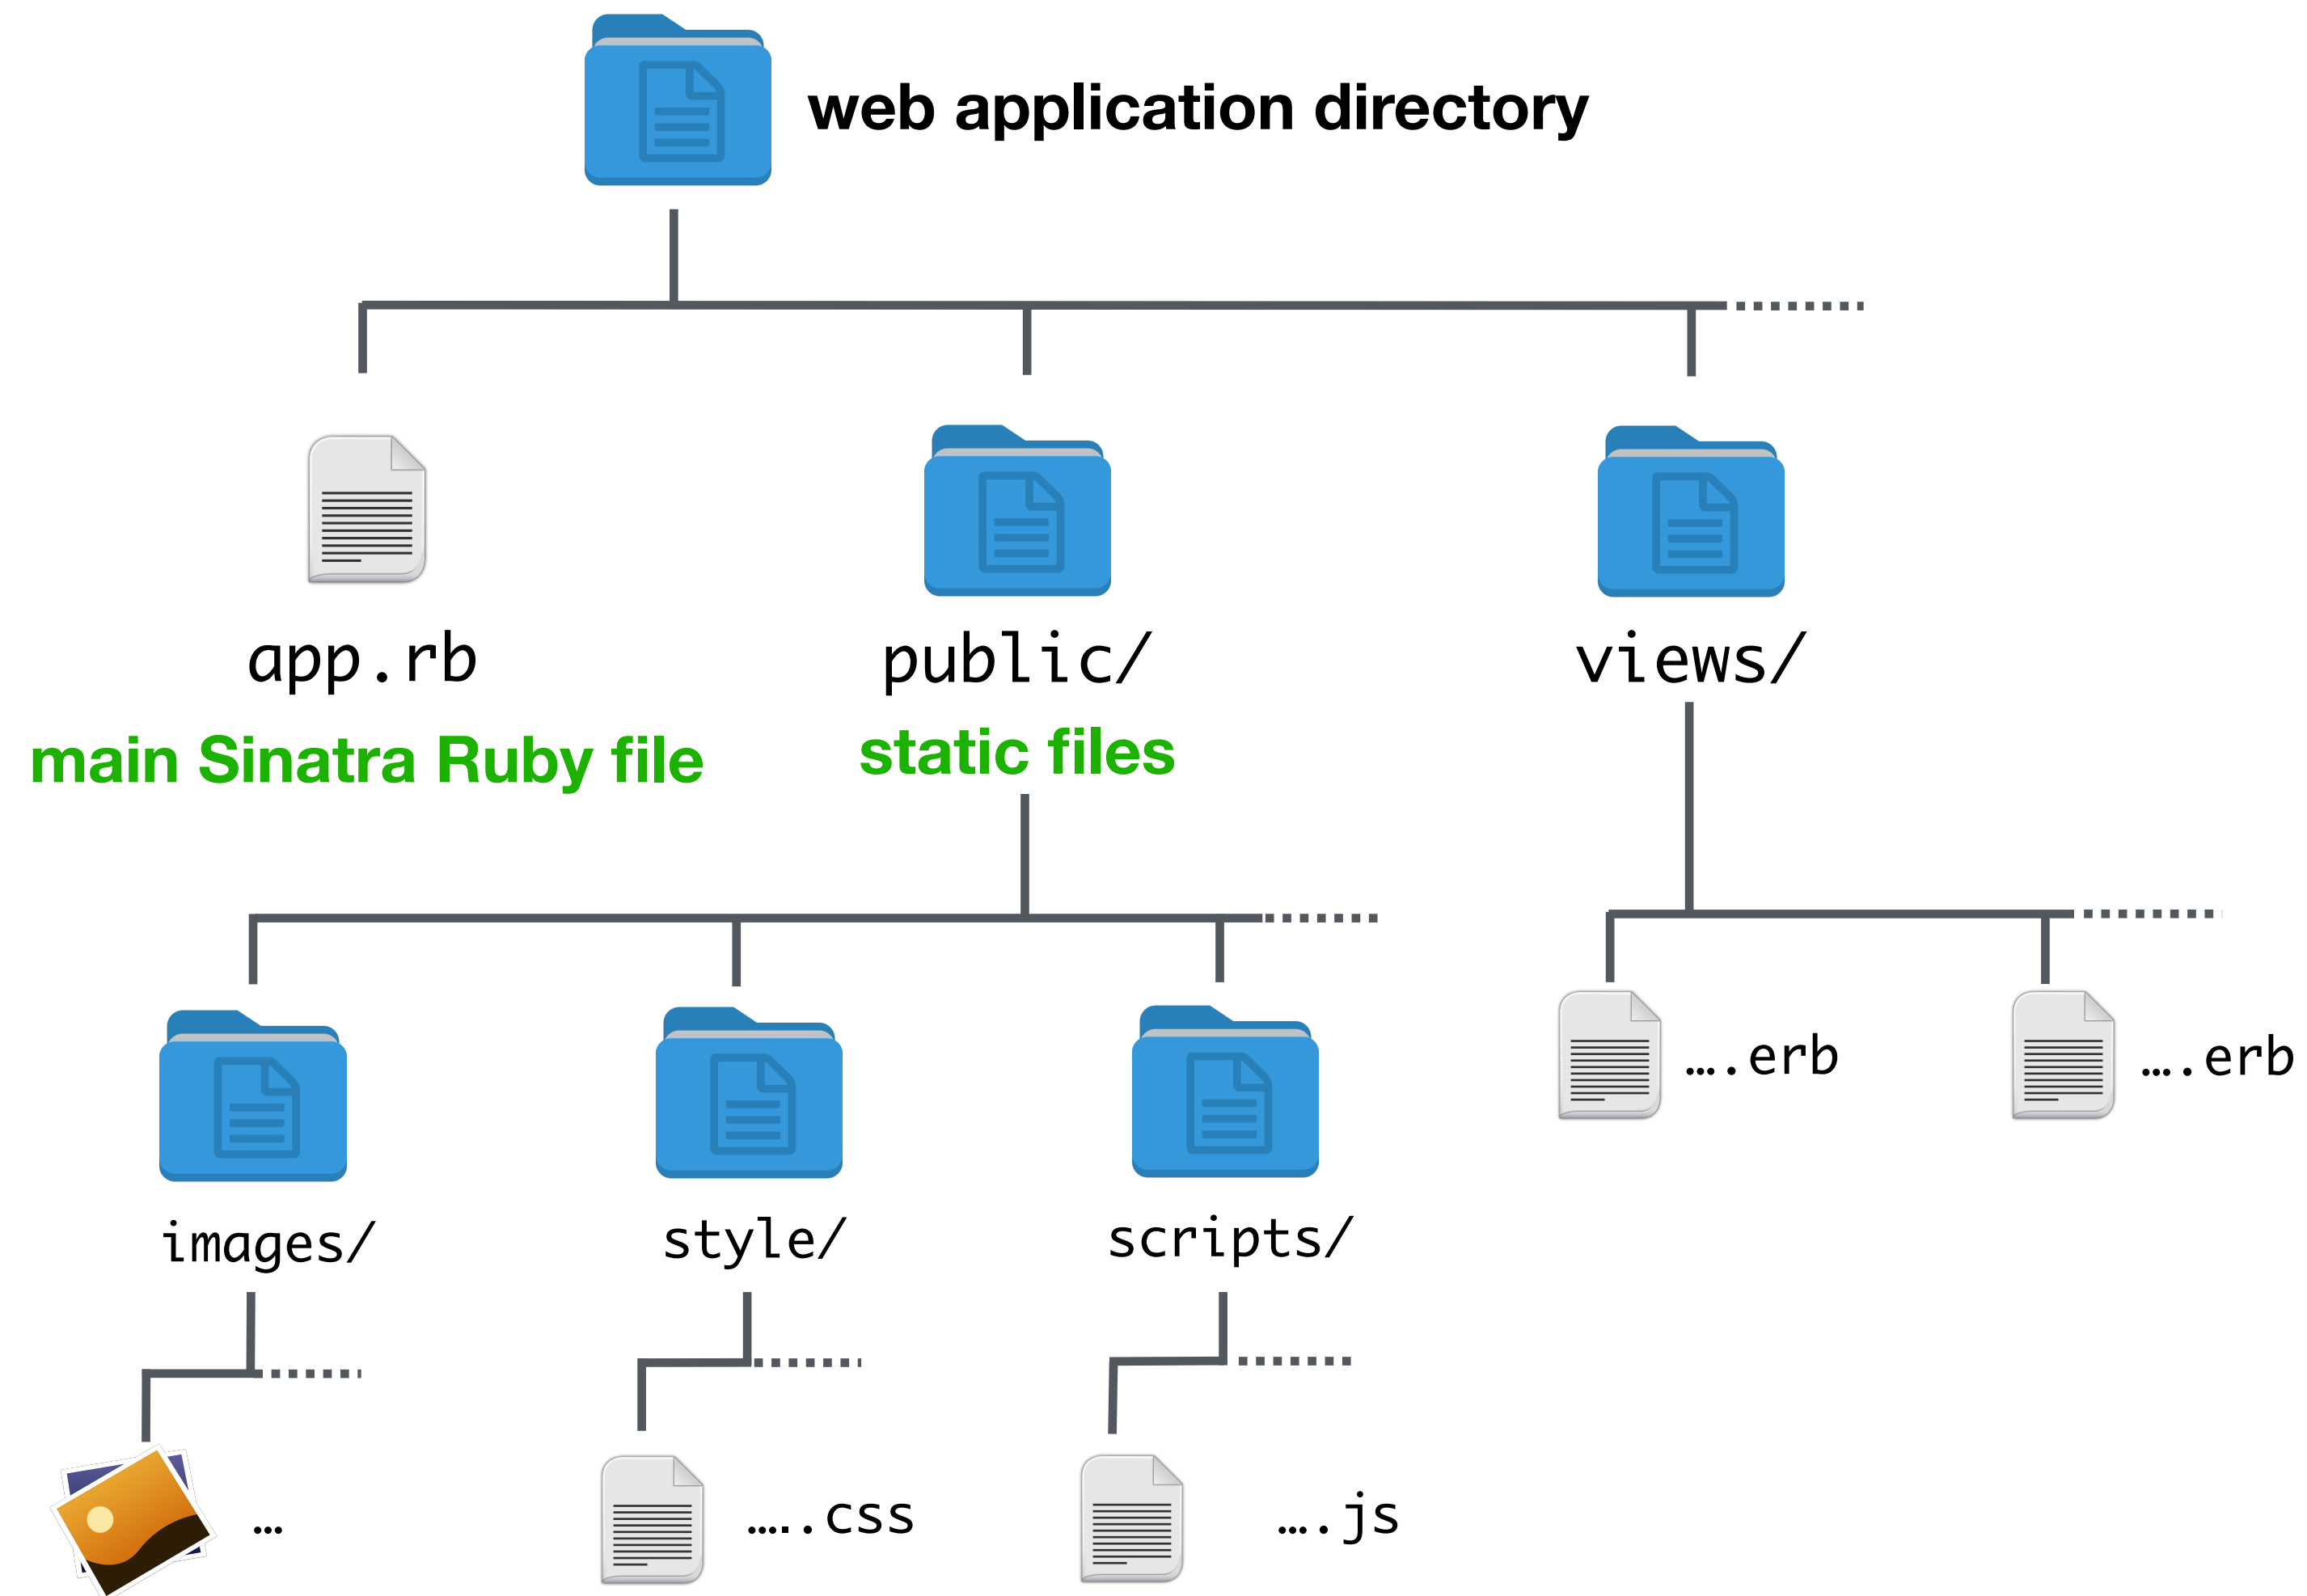 web application directory
app.rb
public/
views/
main Sinatra Ruby file
static files
….erb
….erb
images/
style/
scripts/
…
…..css
….js